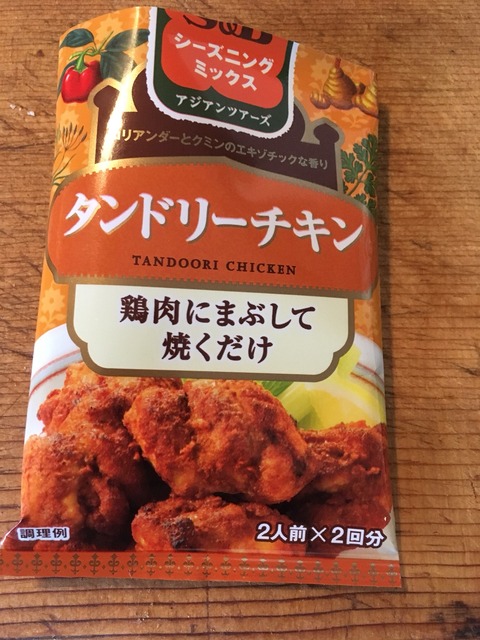 S&B
シーズニング
ミックス
アジアンツアーズ
リアンダーとクミンのエキゾチックな香り
タンドリーチキン
TANDOORI CHICKEN
鶏肉にまぶして
焼くだけ
調理例
2人前×2回分